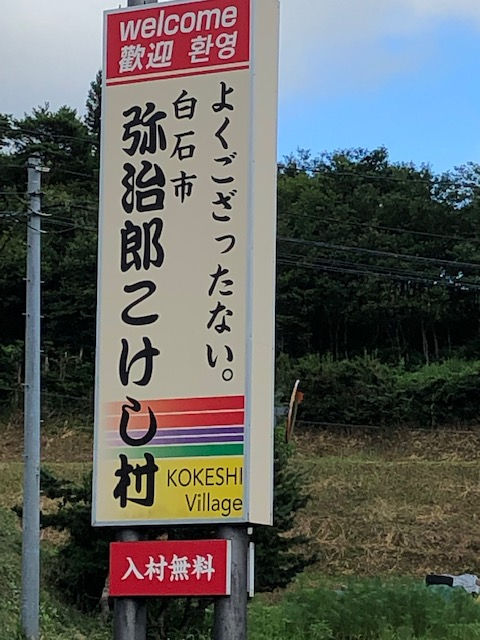 welcome
歡迎 환영
よくござったない。
白石市
弥治郎こけし村
KOKESHI
Village
入村無料